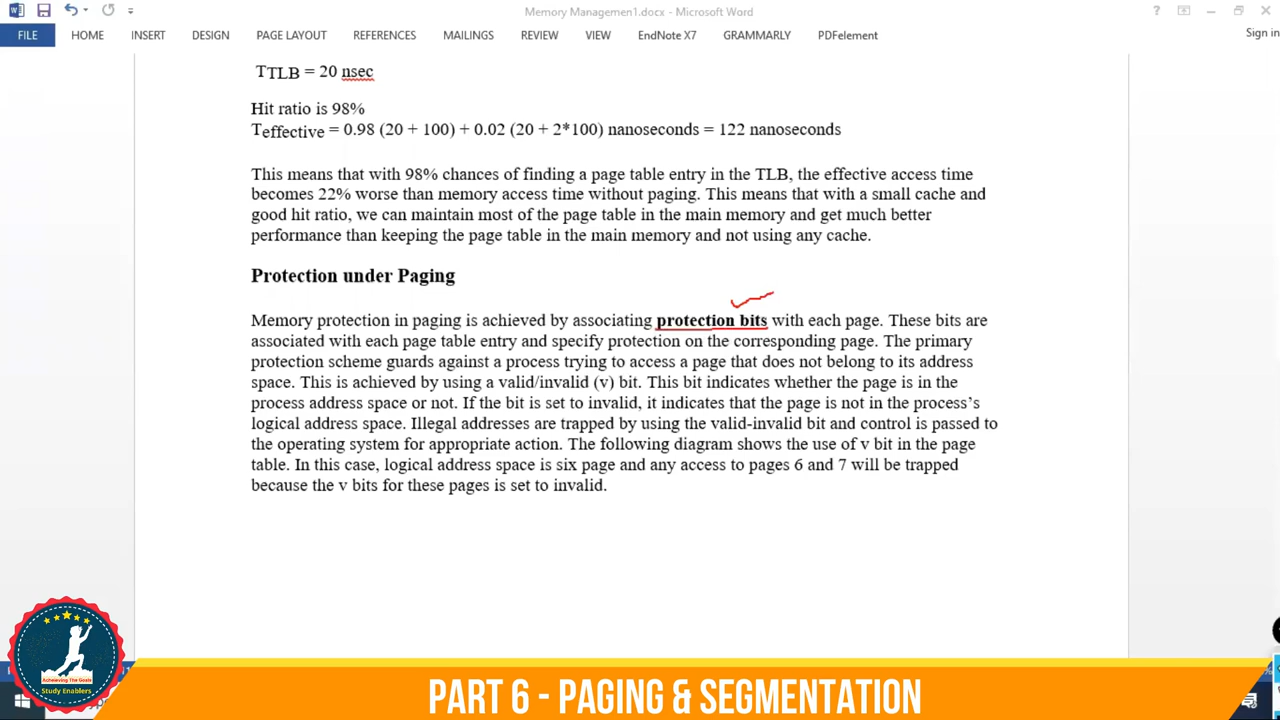 Memory Managemen1.docx - Microsoft Word
Sign in
FILE HOME INSERT DESIGN PAGE LAYOUT REFERENCES MAILINGS REVIEW VIEW EndNote X7 GRAMMARLY PDFelement
TTLB = 20 nsec
Hit ratio is 98%
Teffective = 0.98 (20 + 100) + 0.02 (20 + 2*100) nanoseconds = 122 nanoseconds
This means that with 98% chances of finding a page table entry in the TLB, the effective access time
becomes 22% worse than memory access time without paging. This means that with a small cache and
good hit ratio, we can maintain most of the page table in the main memory and get much better
performance than keeping the page table in the main memory and not using any cache.
Protection under Paging
Memory protection in paging is achieved by associating protection bits with each page. These bits are
associated with each page table entry and specify protection on the corresponding page. The primary
protection scheme guards against a process trying to access a page that does not belong to its address
space. This is achieved by using a valid/invalid (v) bit. This bit indicates whether the page is in the
process address space or not. If the bit is set to invalid, it indicates that the page is not in the process's
logical address space. Illegal addresses are trapped by using the valid-invalid bit and control is passed to
the operating system for appropriate action. The following diagram shows the use of v bit in the page
table. In this case, logical address space is six page and any access to pages 6 and 7 will be trapped
because the v bits for these pages is set to invalid.
Achieveing The Goals
Study Enablers
PART 6 - PAGING & SEGMENTATION